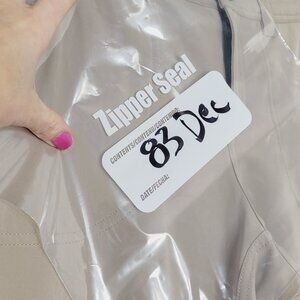 Zipper Seal
CONTENTS/CONTENU/CONTENIDO:
83 Dec
DATE/FECHA: